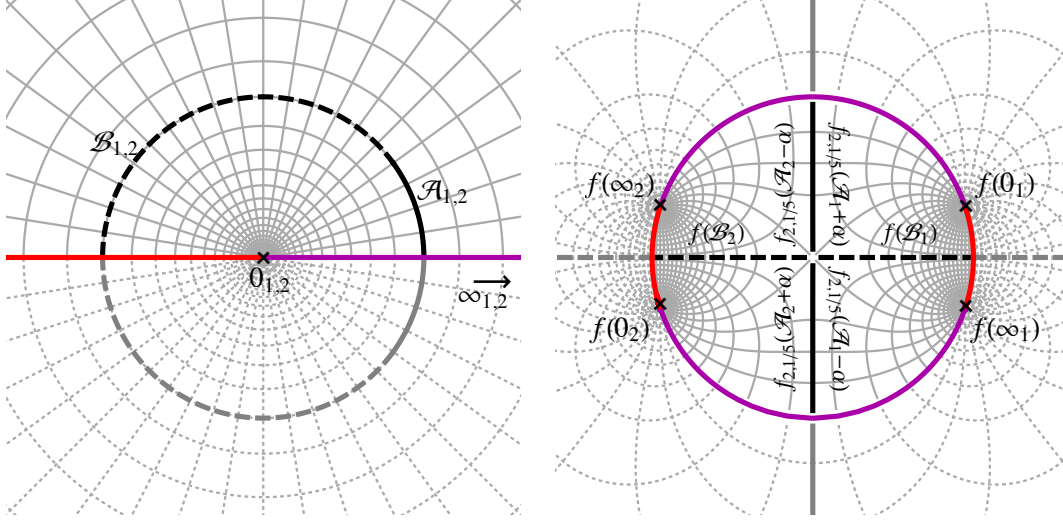 ℬ₁,₂
𝒜₁,₂
0₁,₂
∞₁,₂
f₂,₁/₅(𝒜₂−α)
f₂,₁/₅(𝒜₁+α)
f(∞₂)
f(0₁)
f(ℬ₂)
f(ℬ₁)
f(0₂)
f(∞₁)
f₂,₁/₅(𝒜₂+α)
f₂,₁/₅(𝒜₁−α)